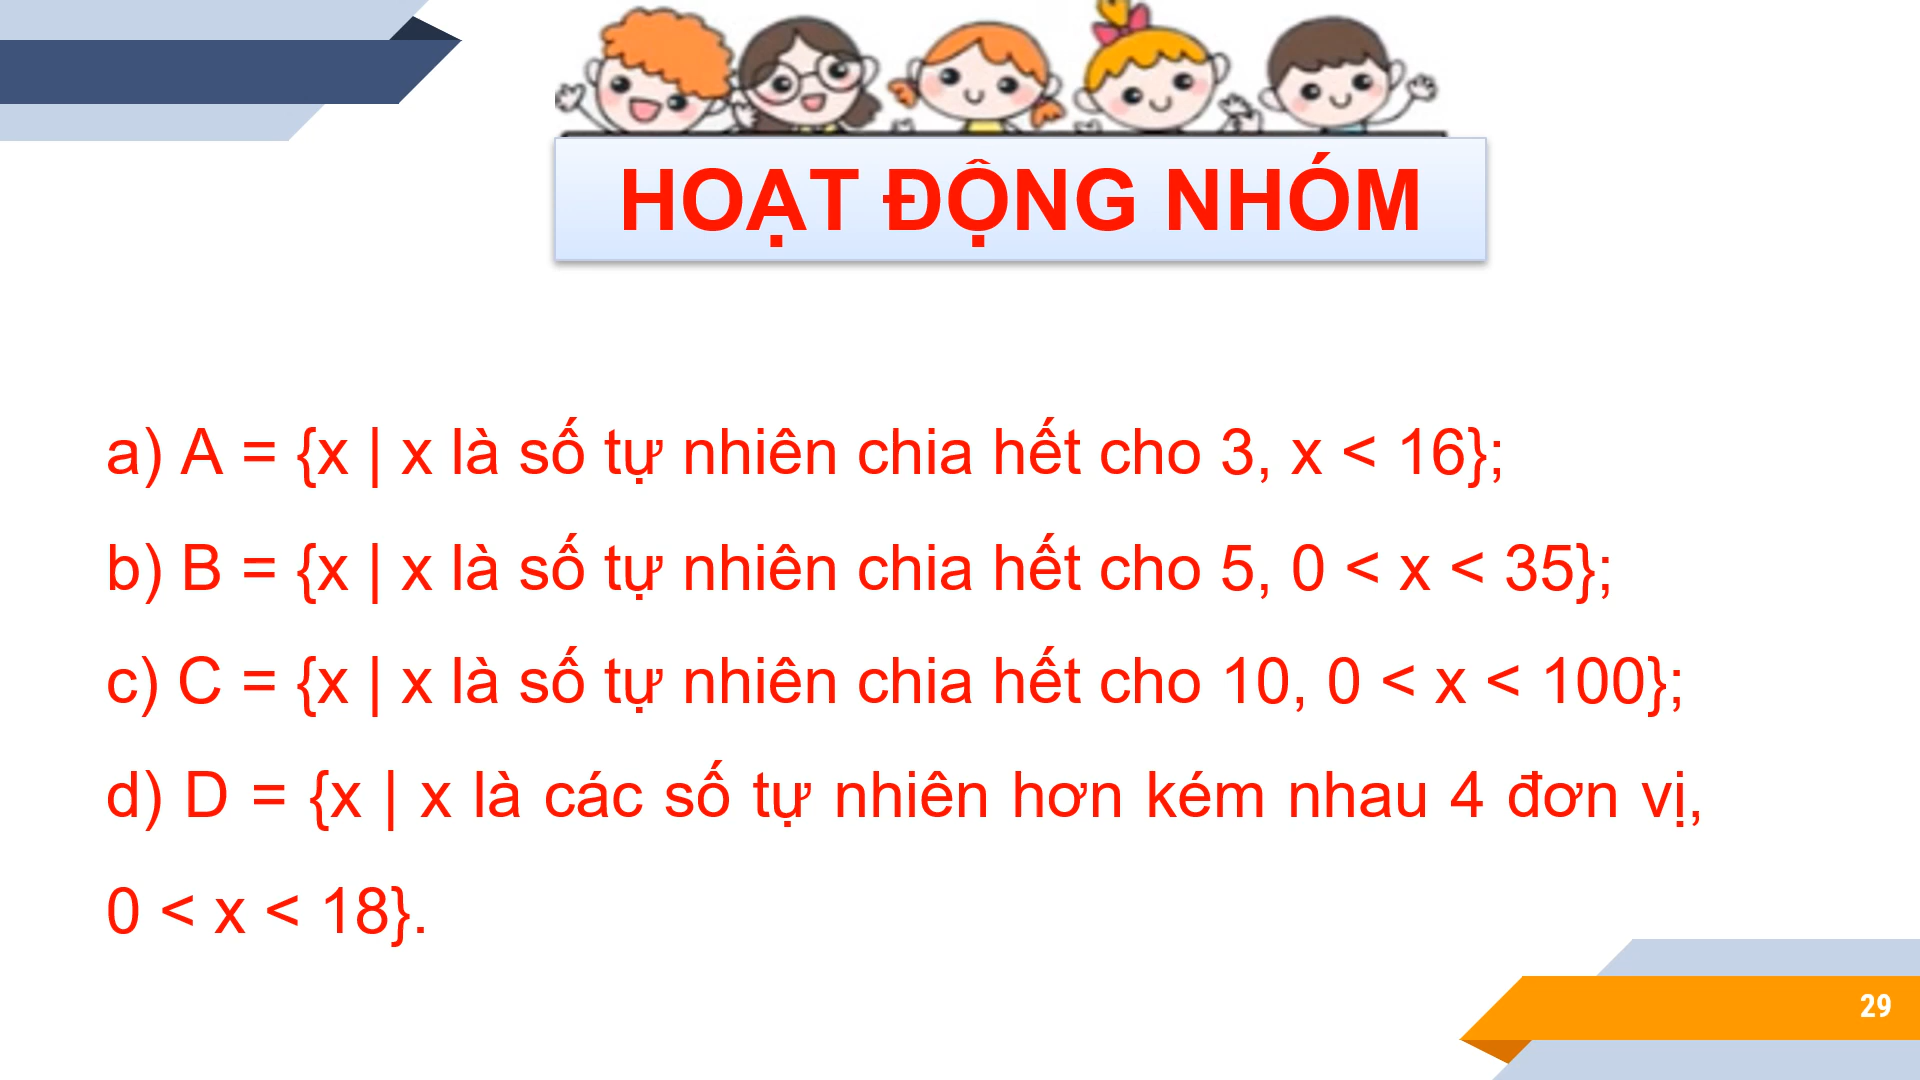 HOẠT ĐỘNG NHÓM
a) A = {x | x là số tự nhiên chia hết cho 3, x < 16};
b) B = {x | x là số tự nhiên chia hết cho 5, 0 < x < 35};
c) C = {x | x là số tự nhiên chia hết cho 10, 0 < x < 100};
d) D = {x | x là các số tự nhiên hơn kém nhau 4 đơn vị,
0 < x < 18}.
29